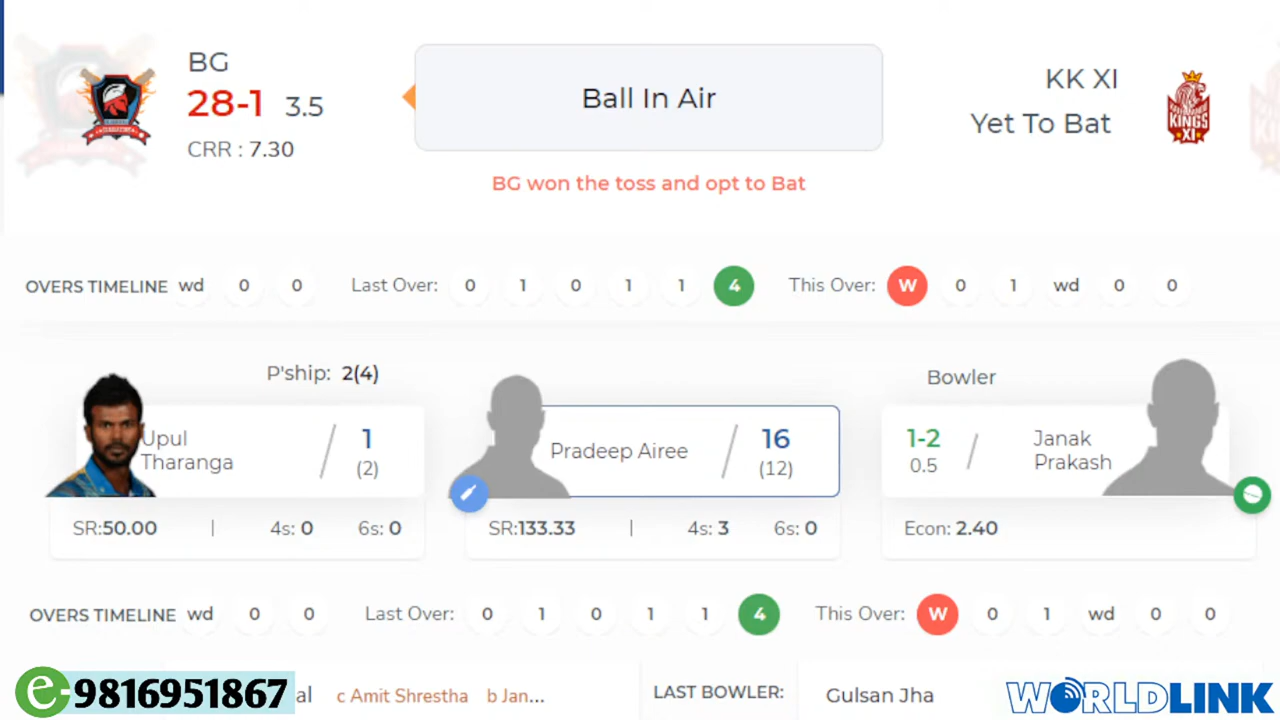 BG
28-1 3.5
CRR : 7.30
Ball In Air
BG won the toss and opt to Bat
KK XI
Yet To Bat
KINGS
XI
OVERS TIMELINE wd 0 0 Last Over: 0 1 0 1 1 4 This Over: W 0 1 wd 0 0
P'ship: 2(4)
Upul
Tharanga
1
(2)
SR:50.00 | 4s: 0 6s: 0
Pradeep Airee
16
(12)
SR:133.33 | 4s: 3 6s: 0
Bowler
1-2
0.5
Janak
Prakash
Econ: 2.40
OVERS TIMELINE wd 0 0 Last Over: 0 1 0 1 1 4 This Over: W 0 1 wd 0 0
e-9816951867
al c Amit Shrestha b Jan...
LAST BOWLER: Gulsan Jha
WORLDLINK